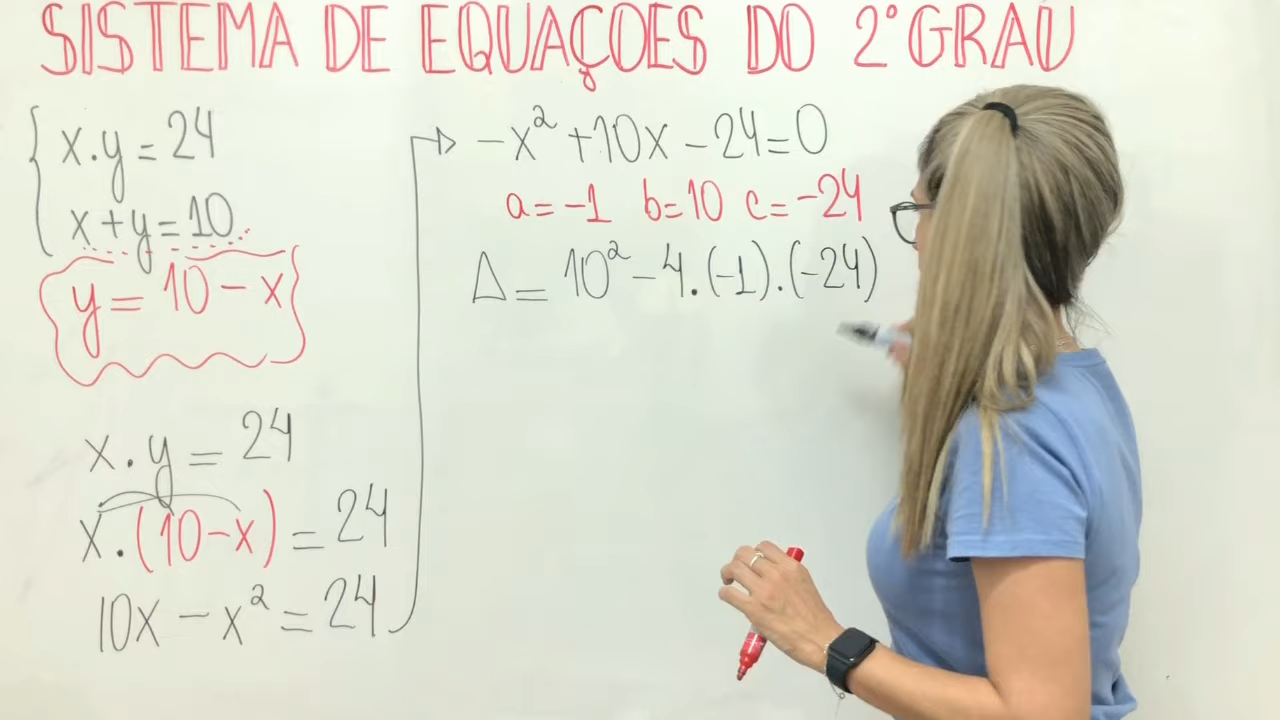 SISTEMA DE EQUAÇOES DO 2° GRAU
x.y = 24
x+y = 10
y = 10 - x
x.y = 24
x.(10-x) = 24
10x - x² = 24
-x² + 10x - 24 = 0
a = -1 b = 10 c = -24
Δ = 10² - 4.(-1).(-24)